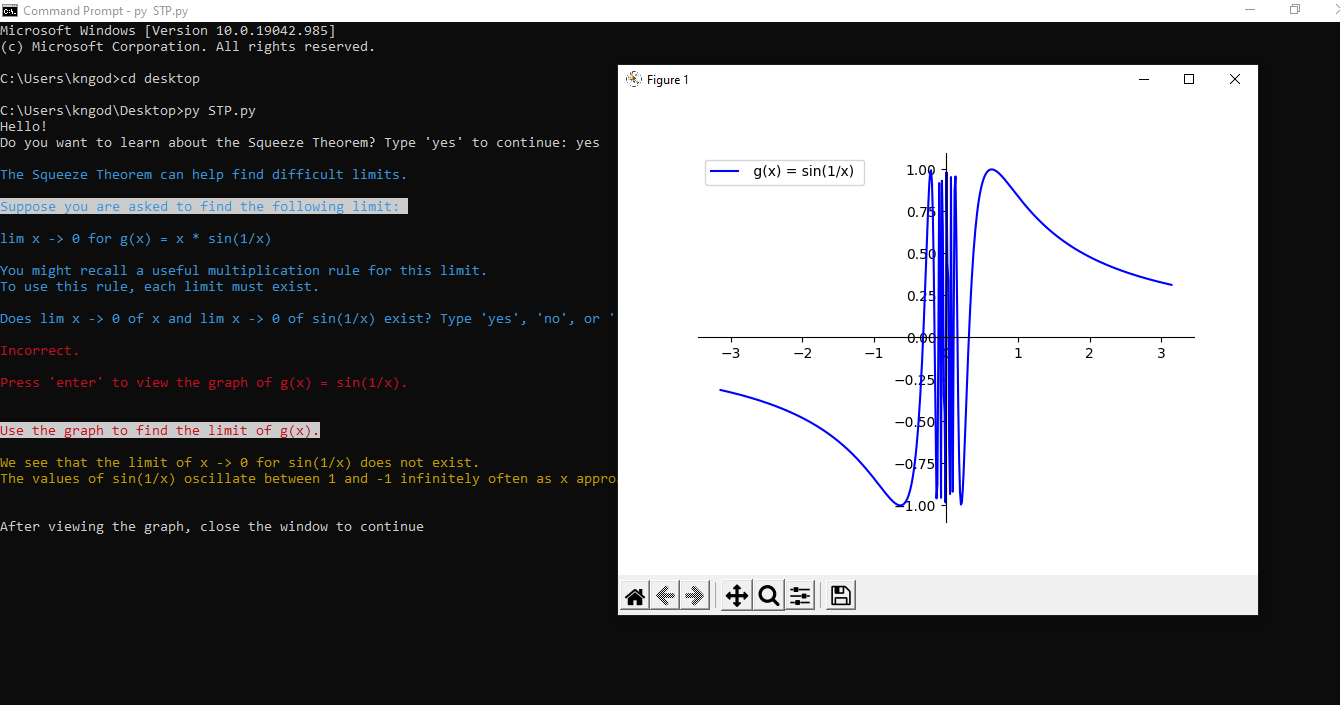 Command Prompt - py STP.py
Microsoft Windows [Version 10.0.19042.985]
(c) Microsoft Corporation. All rights reserved.
C:\Users\kngod>cd desktop
C:\Users\kngod\Desktop>py STP.py
Hello!
Do you want to learn about the Squeeze Theorem? Type 'yes' to continue: yes
The Squeeze Theorem can help find difficult limits.
Suppose you are asked to find the following limit:
lim x -> 0 for g(x) = x * sin(1/x)
You might recall a useful multiplication rule for this limit.
To use this rule, each limit must exist.
Does lim x -> 0 of x and lim x -> 0 of sin(1/x) exist? Type 'yes', 'no', or '
Incorrect.
Press 'enter' to view the graph of g(x) = sin(1/x).
Use the graph to find the limit of g(x).
We see that the limit of x -> 0 for sin(1/x) does not exist.
The values of sin(1/x) oscillate between 1 and -1 infinitely often as x appro
After viewing the graph, close the window to continue
Figure 1
g(x) = sin(1/x)
1.00
0.75
0.50
0.25
0.00
−3 −2 −1 0 1 2 3
−0.25
−0.50
−0.75
−1.00